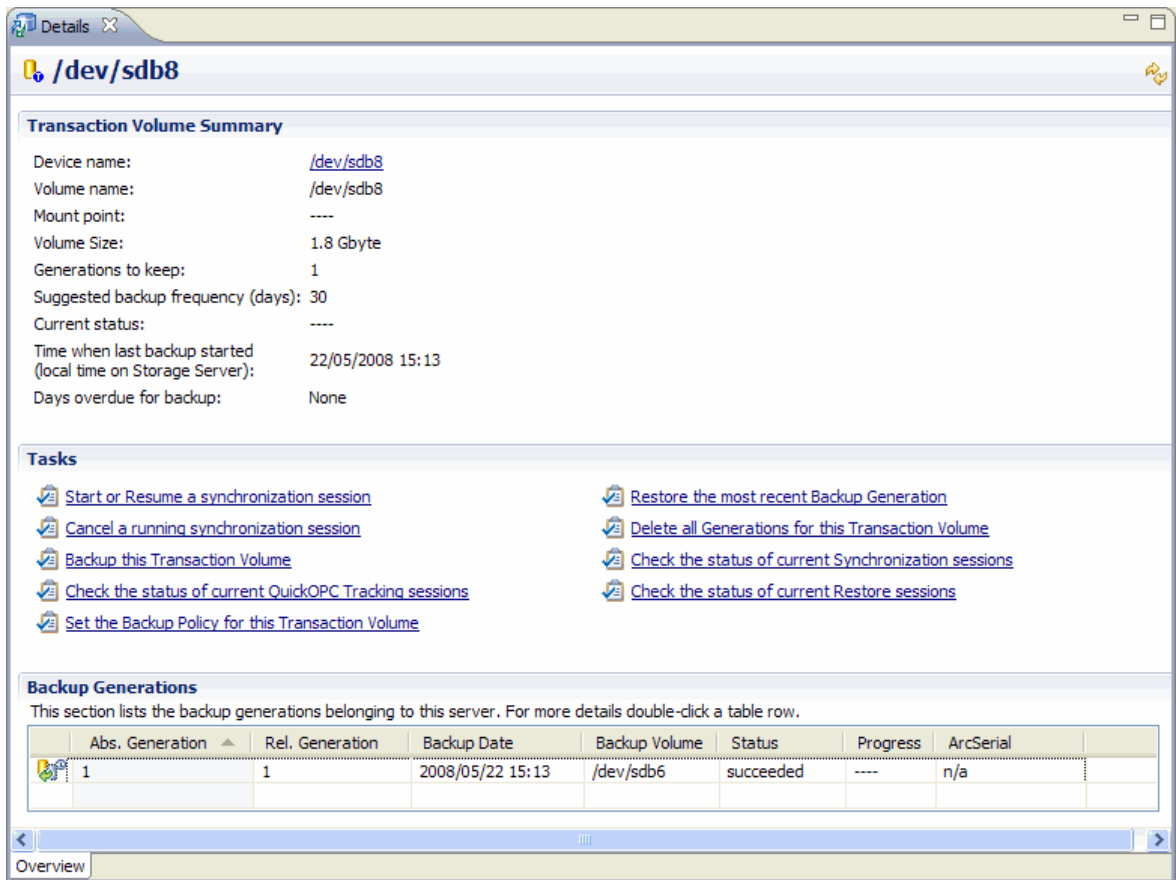 Details
/dev/sdb8
Transaction Volume Summary
Device name: /dev/sdb8
Volume name: /dev/sdb8
Mount point: ----
Volume Size: 1.8 Gbyte
Generations to keep: 1
Suggested backup frequency (days): 30
Current status: ----
Time when last backup started
(local time on Storage Server): 22/05/2008 15:13
Days overdue for backup: None
Tasks
Start or Resume a synchronization session Restore the most recent Backup Generation
Cancel a running synchronization session Delete all Generations for this Transaction Volume
Backup this Transaction Volume Check the status of current Synchronization sessions
Check the status of current QuickOPC Tracking sessions Check the status of current Restore sessions
Set the Backup Policy for this Transaction Volume
Backup Generations
This section lists the backup generations belonging to this server. For more details double-click a table row.
Abs. Generation Rel. Generation Backup Date Backup Volume Status Progress ArcSerial
1 1 2008/05/22 15:13 /dev/sdb6 succeeded ---- n/a
Overview